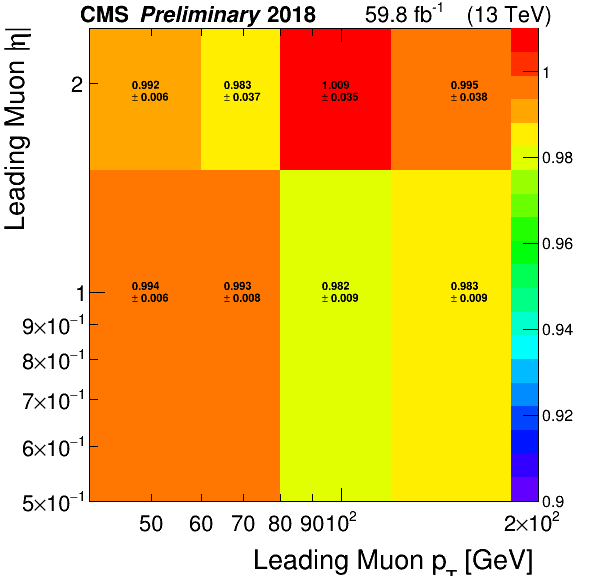 CMS Preliminary 2018 59.8 fb⁻¹ (13 TeV)
Leading Muon |η|
2
1
9×10⁻¹
8×10⁻¹
7×10⁻¹
6×10⁻¹
5×10⁻¹
0.992 0.983 1.009 0.995
± 0.006 ± 0.037 ± 0.035 ± 0.038
0.994 0.993 0.982 0.983
± 0.006 ± 0.008 ± 0.009 ± 0.009
1
0.98
0.96
0.94
0.92
0.9
50 60 70 80 90 10² 2×10²
Leading Muon p_T [GeV]